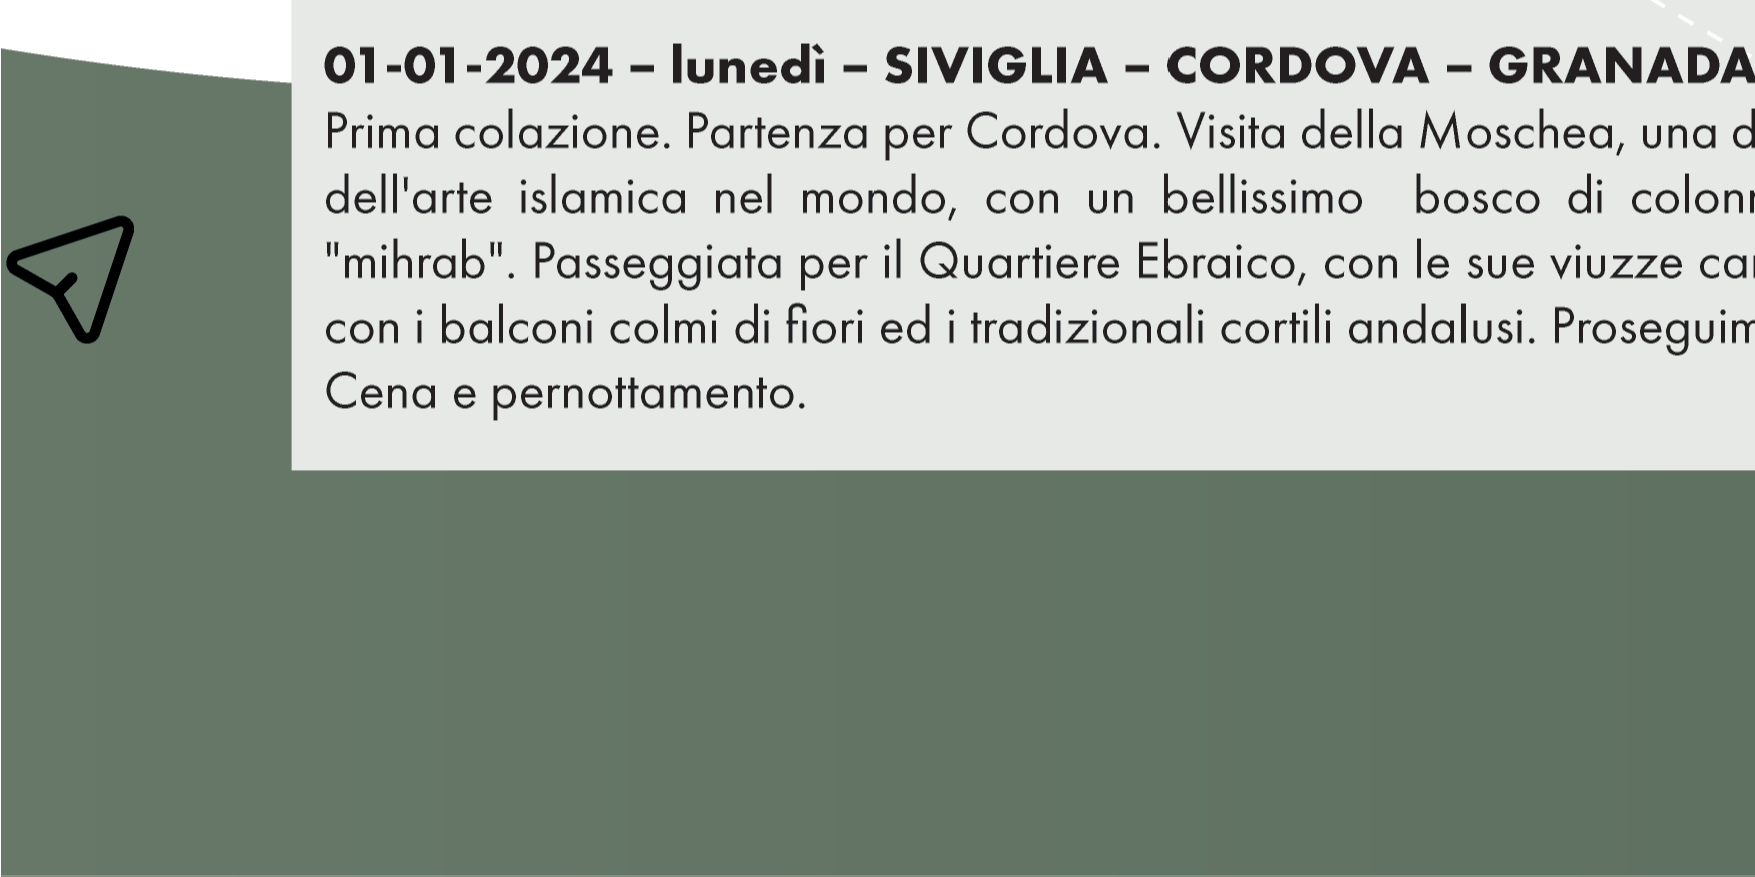 01-01-2024 – lunedì – SIVIGLIA – CORDOVA – GRANADA
Prima colazione. Partenza per Cordova. Visita della Moschea, una
dell'arte islamica nel mondo, con un bellissimo bosco di
"mihrab". Passeggiata per il Quartiere Ebraico, con le sue viuzze
con i balconi colmi di fiori ed i tradizionali cortili andalusi.
Cena e pernottamento.